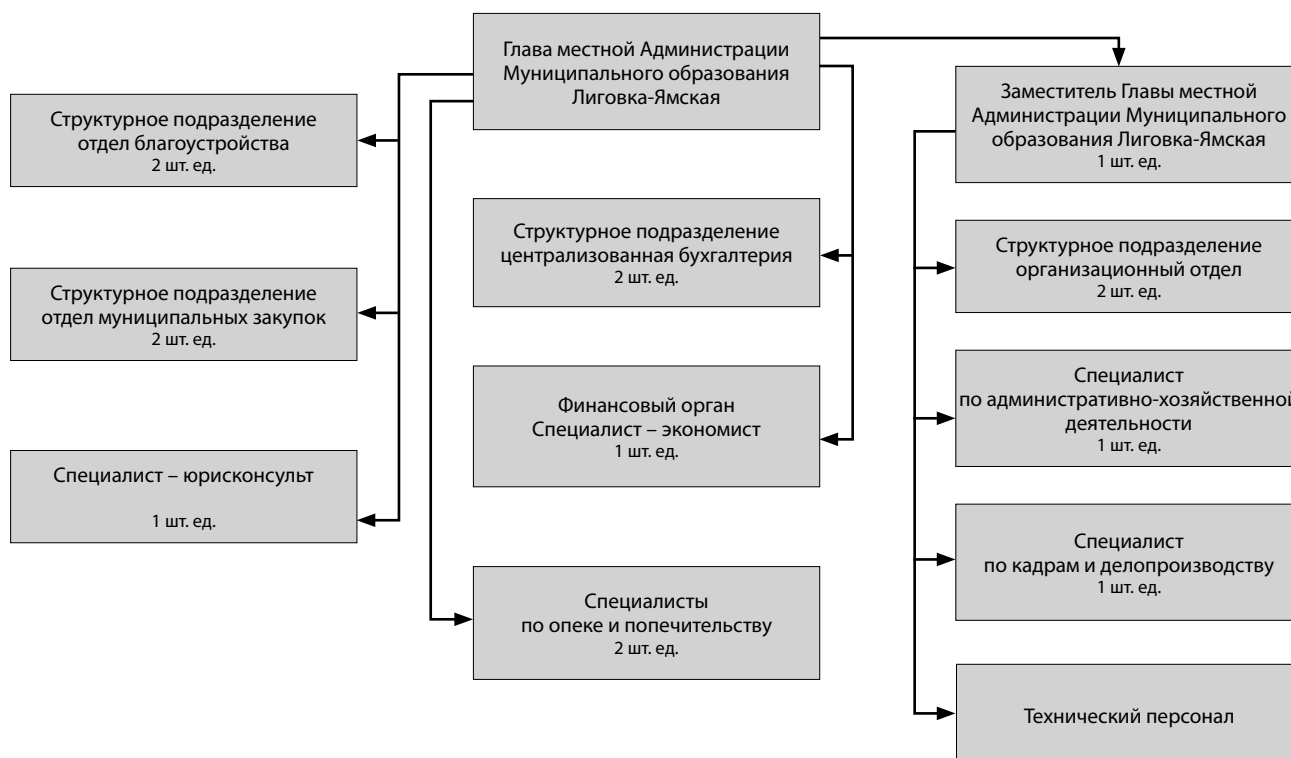 Глава местной Администрации
Муниципального образования
Лиговка-Ямская
Структурное подразделение
отдел благоустройства
2 шт. ед.
Структурное подразделение
отдел муниципальных закупок
2 шт. ед.
Специалист – юрисконсульт
1 шт. ед.
Структурное подразделение
централизованная бухгалтерия
2 шт. ед.
Финансовый орган
Специалист – экономист
1 шт. ед.
Специалисты
по опеке и попечительству
2 шт. ед.
Заместитель Главы местной
Администрации Муниципального
образования Лиговка-Ямская
1 шт. ед.
Структурное подразделение
организационный отдел
2 шт. ед.
Специалист
по административно-хозяйственной
деятельности
1 шт. ед.
Специалист
по кадрам и делопроизводству
1 шт. ед.
Технический персонал